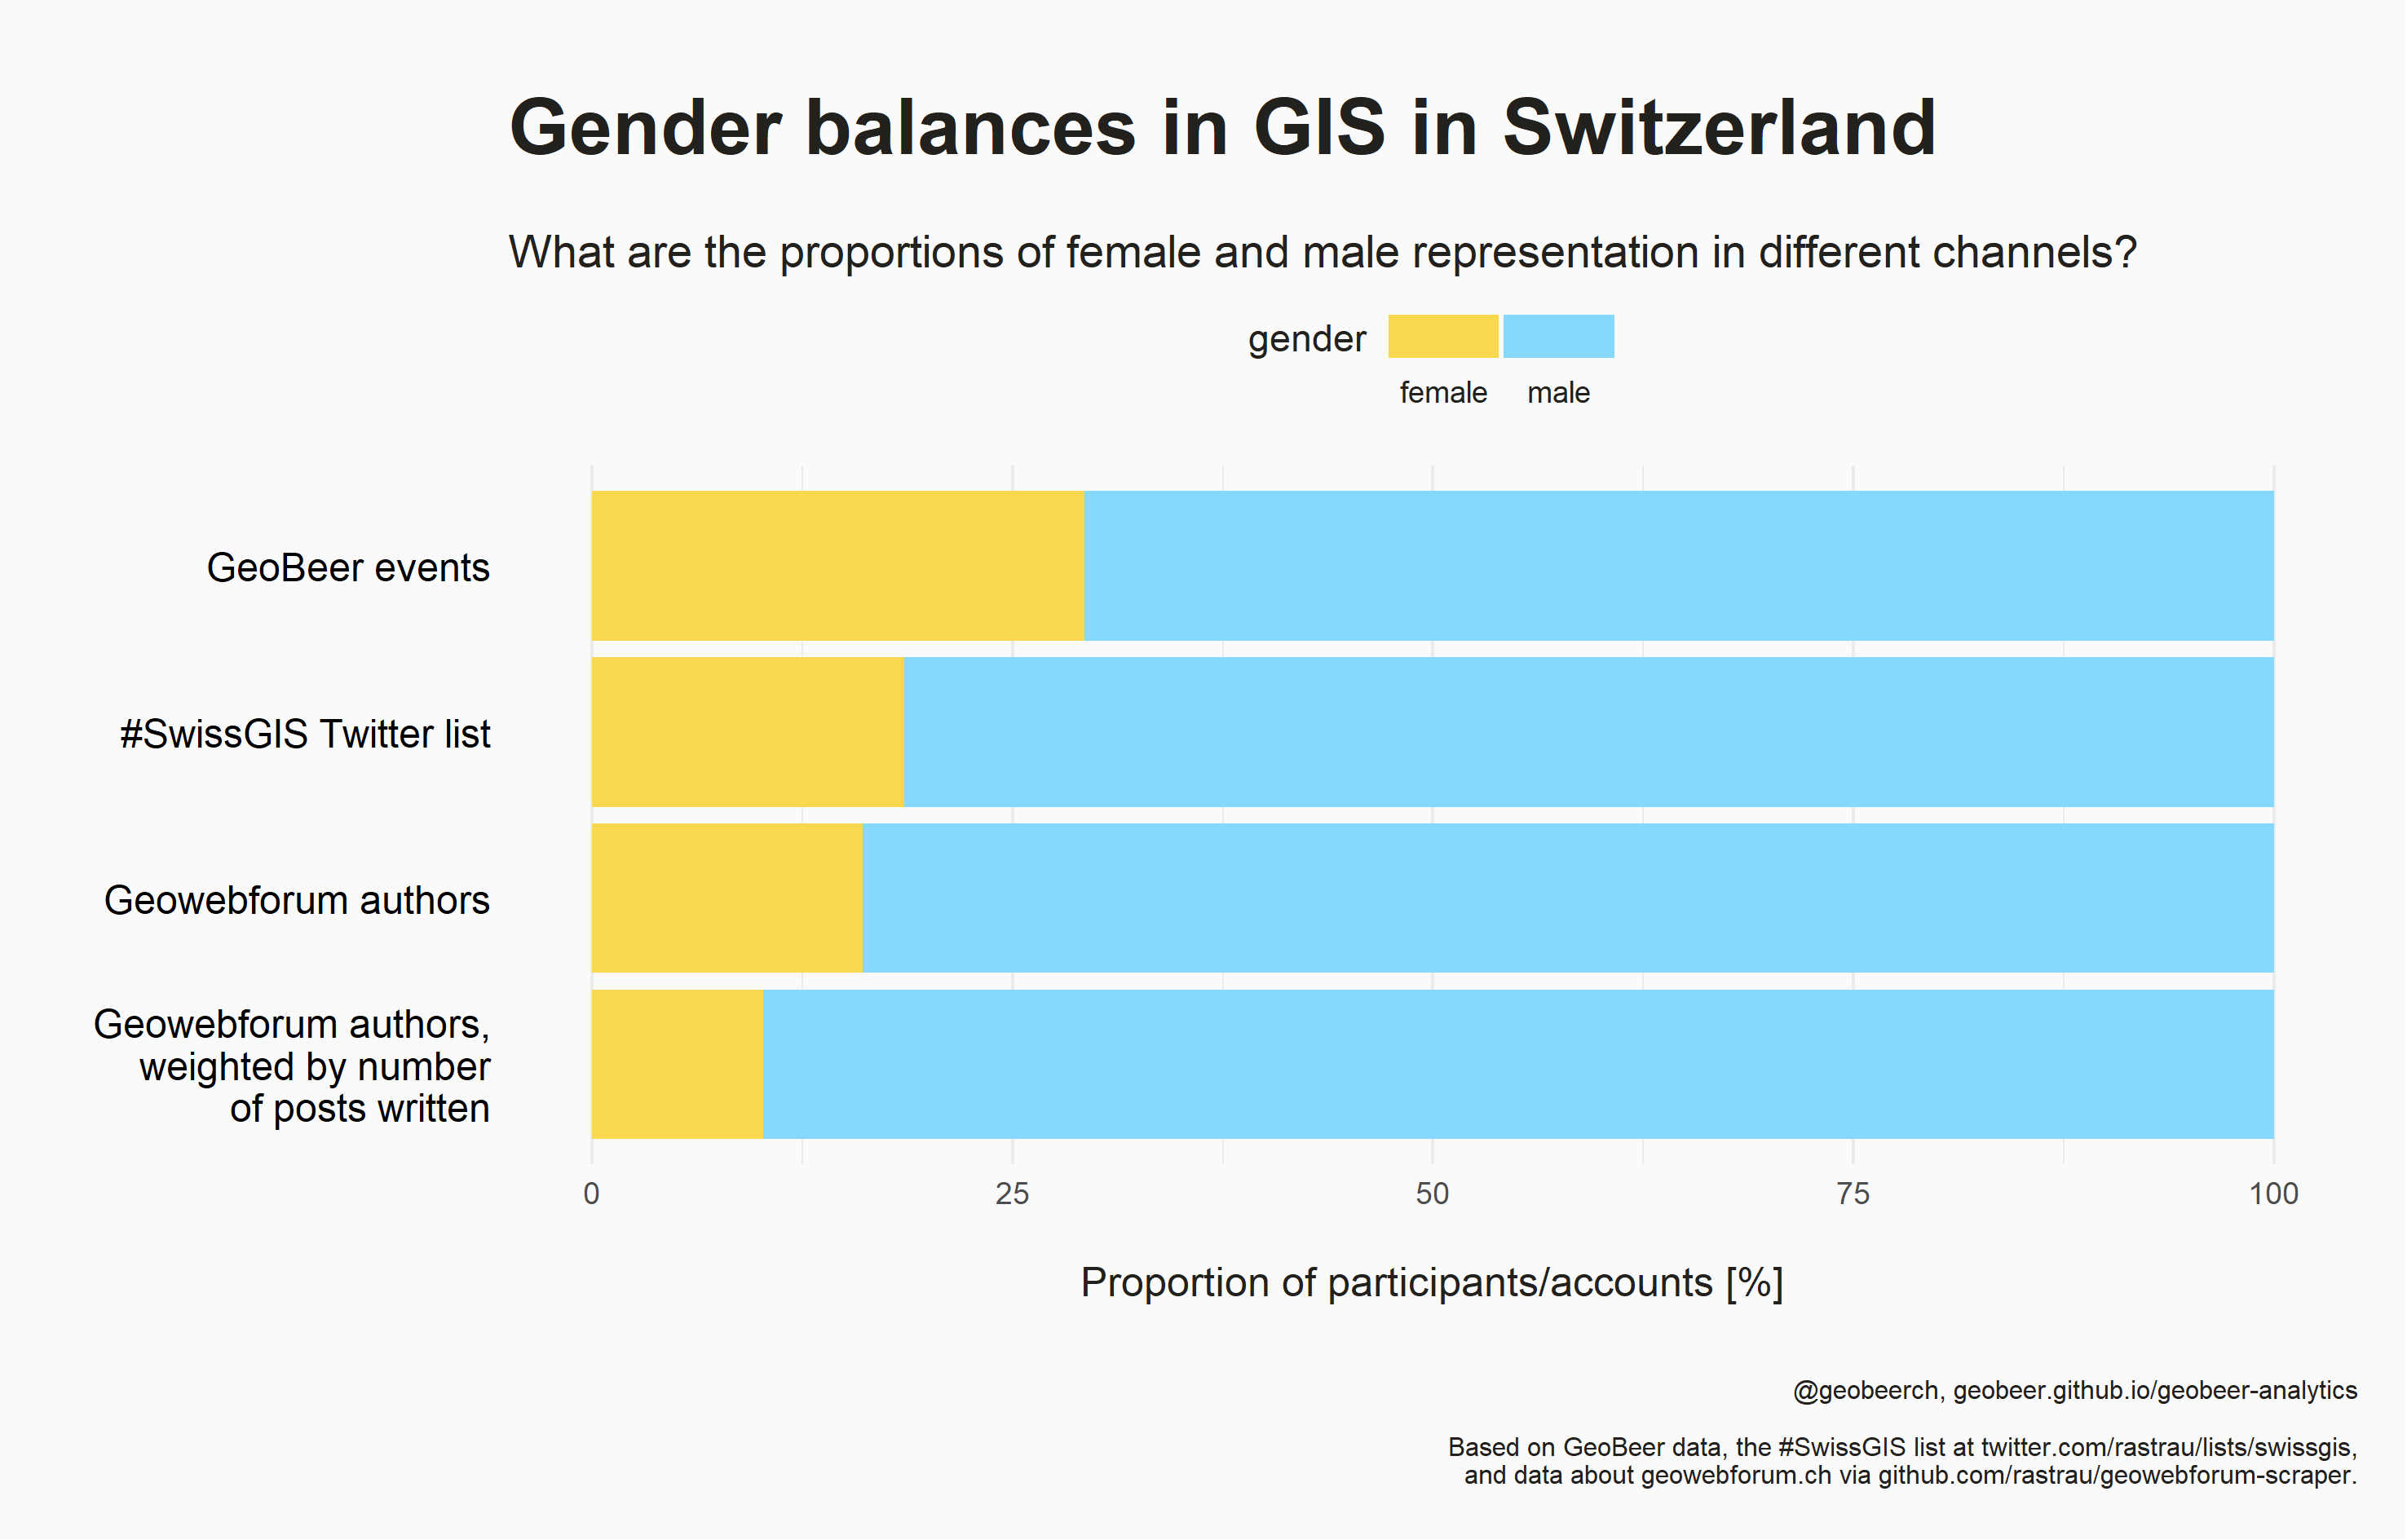 Gender balances in GIS in Switzerland
What are the proportions of female and male representation in different channels?
gender
female male
GeoBeer events
#SwissGIS Twitter list
Geowebforum authors
Geowebforum authors,
weighted by number
of posts written
0 25 50 75 100
Proportion of participants/accounts [%]
@geobeerch, geobeer.github.io/geobeer-analytics
Based on GeoBeer data, the #SwissGIS list at twitter.com/rastrau/lists/swissgis,
and data about geowebforum.ch via github.com/rastrau/geowebforum-scraper.